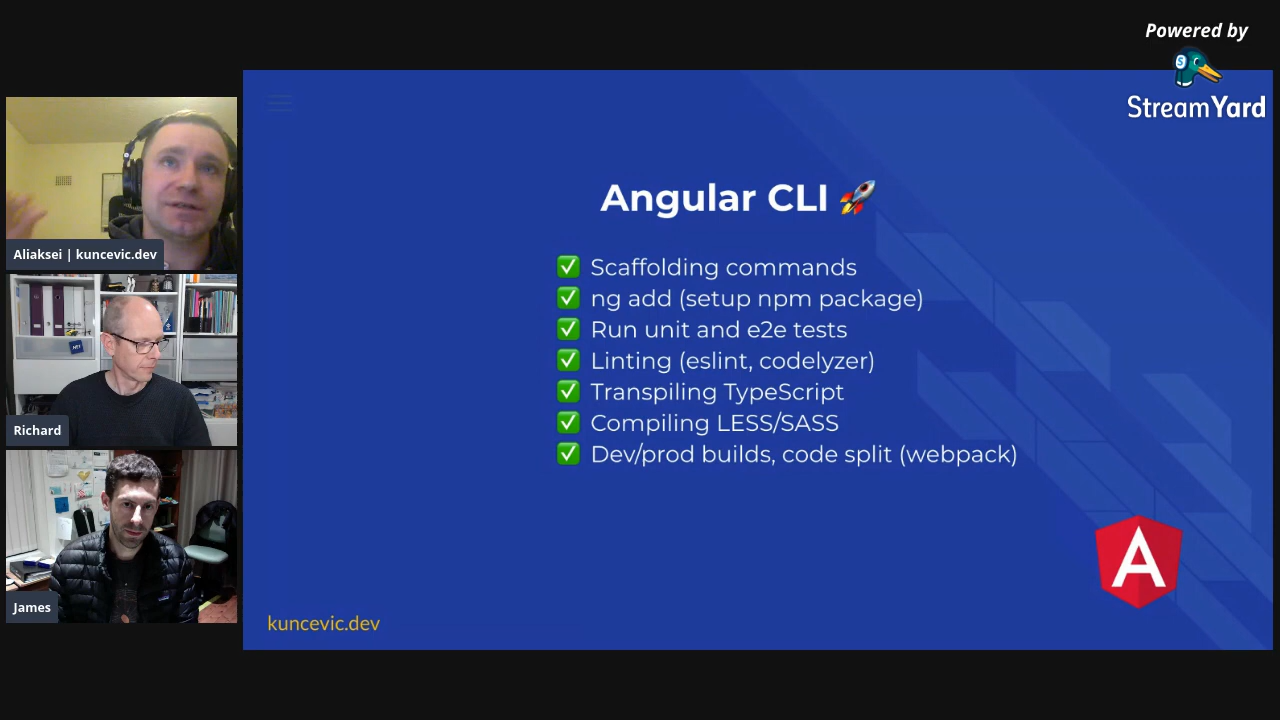 Powered by
StreamYard
Angular CLI 🚀
✅ Scaffolding commands
✅ ng add (setup npm package)
✅ Run unit and e2e tests
✅ Linting (eslint, codelyzer)
✅ Transpiling TypeScript
✅ Compiling LESS/SASS
✅ Dev/prod builds, code split (webpack)
A
kuncevic.dev
Aliaksei | kuncevic.dev
.NET
Richard
James